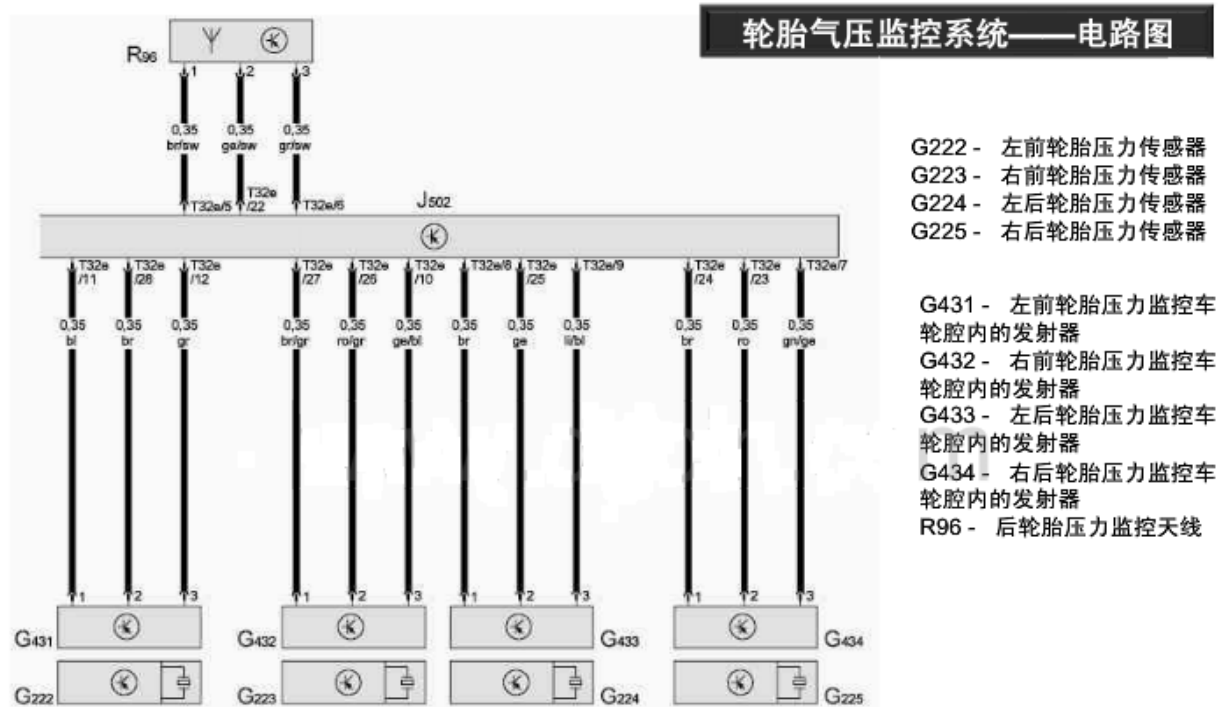 轮胎气压监控系统——电路图
R96
1 2 3
0,35 0,35 0,35
br/sw ge/sw gr/sw
T32e/5 T32e/22 T32e/6
J502
T32e/11 T32e/28 T32e/12 T32e/27 T32e/26 T32e/10 T32e/8 T32e/25 T32e/9 T32e/24 T32e/23 T32e/7
0,35 0,35 0,35 0,35 0,35 0,35 0,35 0,35 0,35 0,35 0,35 0,35
bl br gr br/gr ro/gr ge/bl br ge li/bl br ro gn/ge
1 2 3 1 2 3 1 2 3 1 2 3
G431 G432 G433 G434
G222 G223 G224 G225
G222 - 左前轮胎压力传感器
G223 - 右前轮胎压力传感器
G224 - 左后轮胎压力传感器
G225 - 右后轮胎压力传感器
G431 - 左前轮胎压力监控车
轮腔内的发射器
G432 - 右前轮胎压力监控车
轮腔内的发射器
G433 - 左后轮胎压力监控车
轮腔内的发射器
G434 - 右后轮胎压力监控车
轮腔内的发射器
R96 - 后轮胎压力监控天线